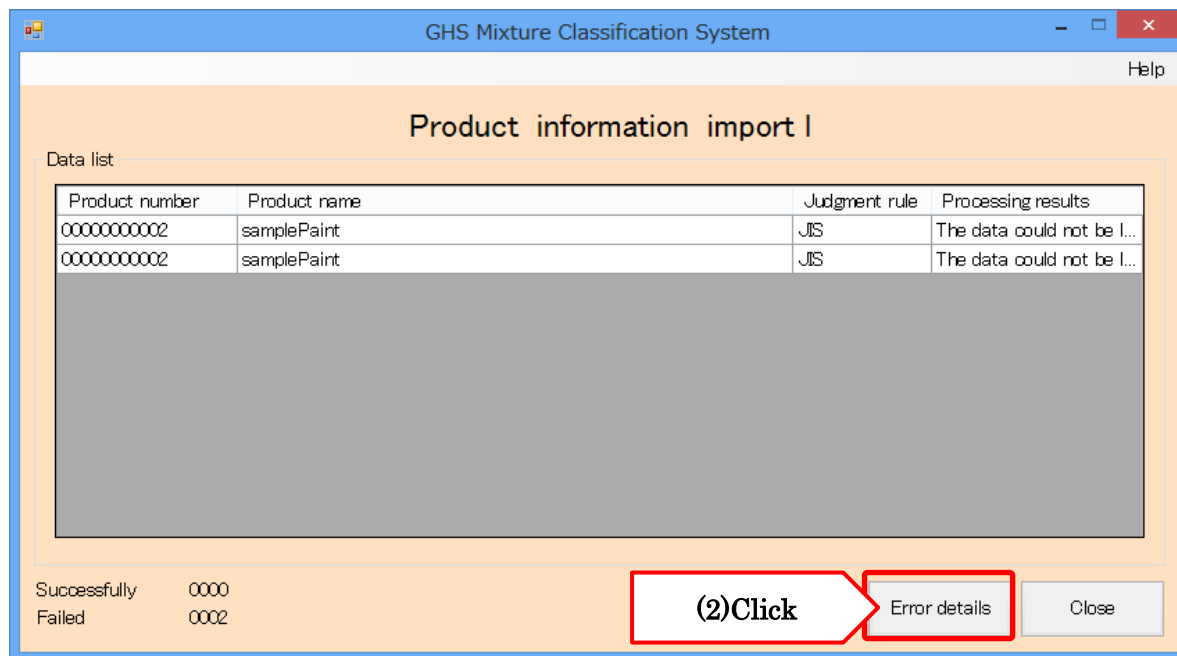 GHS Mixture Classification System
Help
Product information import I
Data list
Product number Product name Judgment rule Processing results
00000000002 samplePaint JIS The data could not be l...
00000000002 samplePaint JIS The data could not be l...
Successfully 0000
Failed 0002
(2)Click
Error details
Close